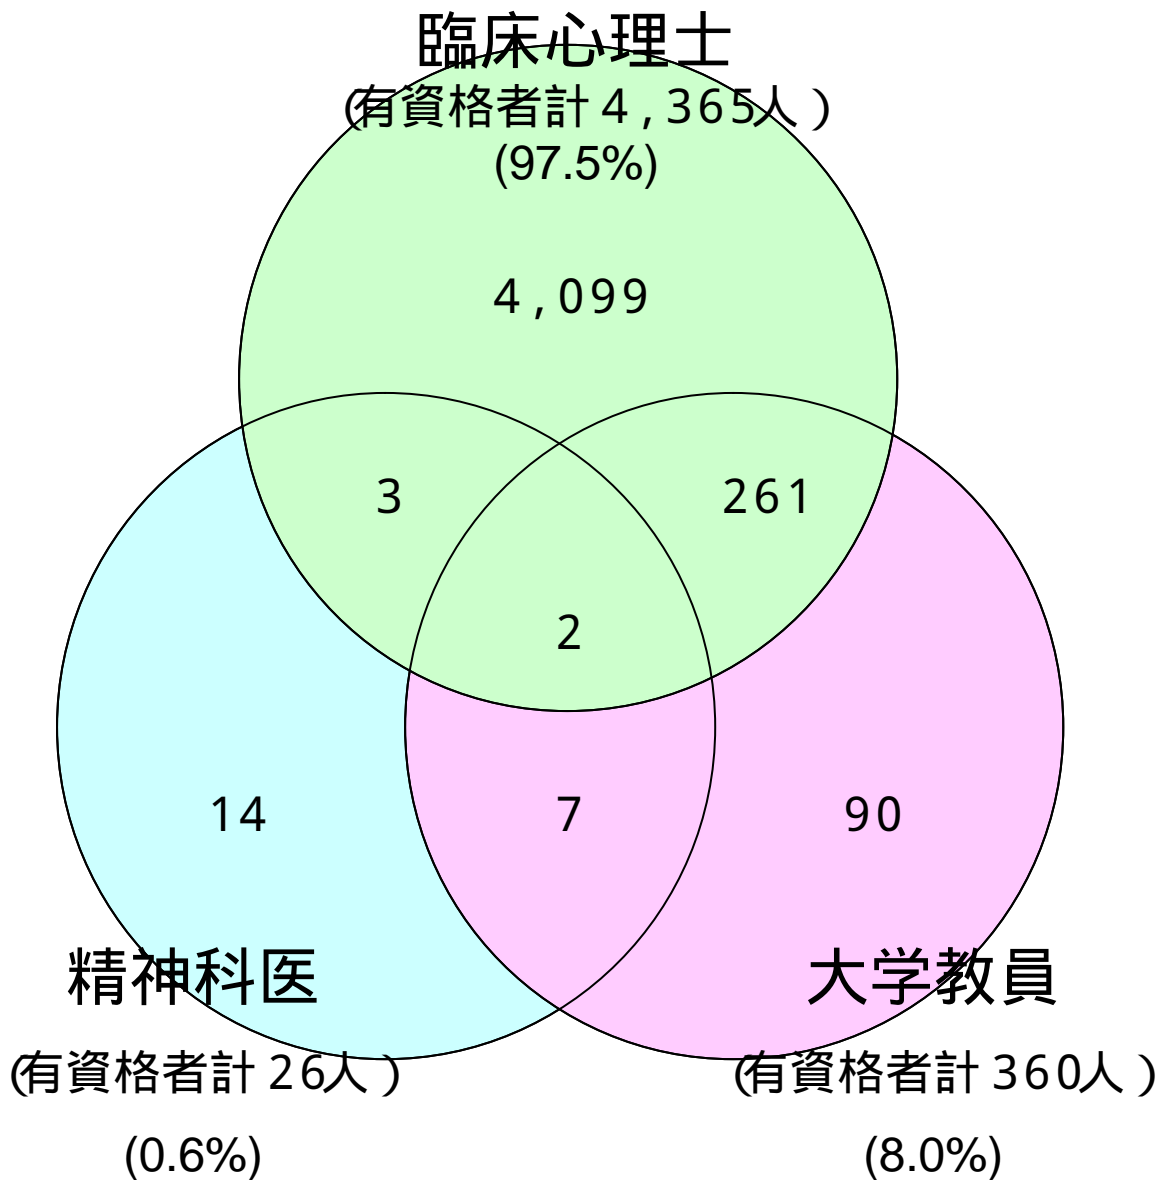 臨床心理士
（有資格者計4,365人）
(97.5%)
4,099
3
261
2
14
7
90
精神科医
大学教員
（有資格者計26人）
（有資格者計360人）
(0.6%)
(8.0%)